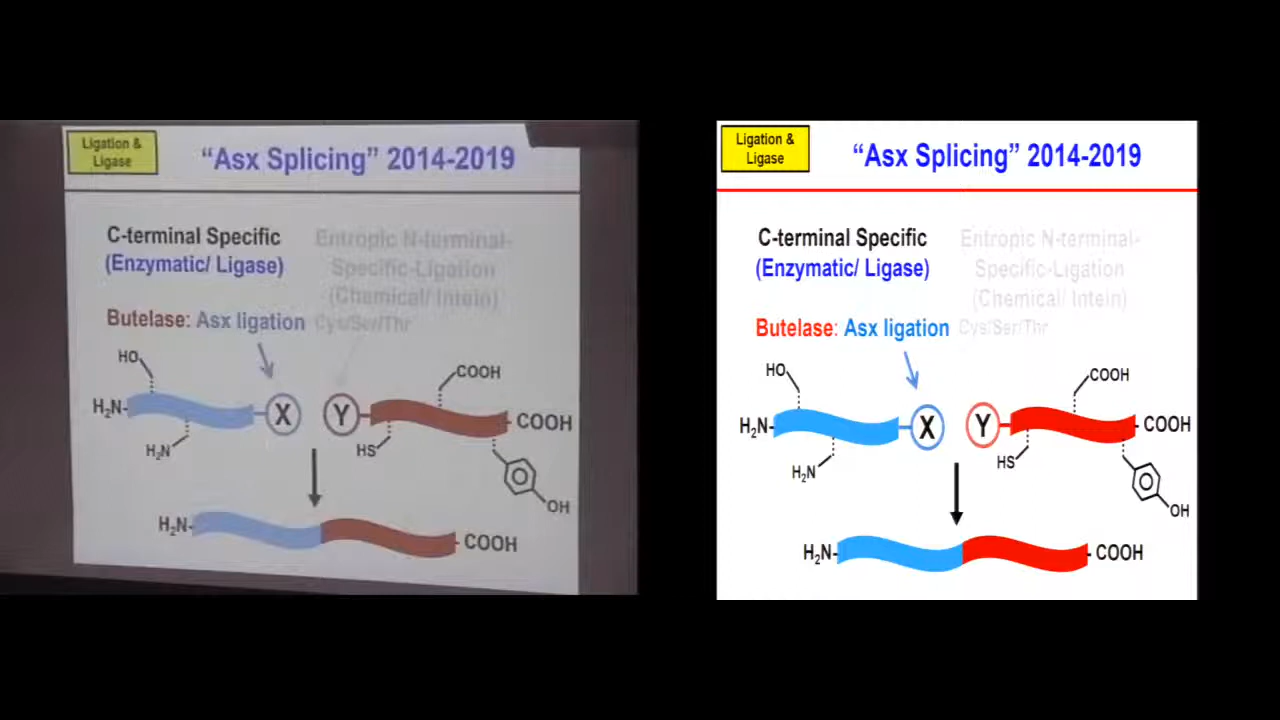 Ligation &
Ligase
“Asx Splicing” 2014-2019
C-terminal Specific
(Enzymatic/ Ligase)
Entropic N-terminal-
Specific-Ligation
(Chemical/ Intein)
Butelase: Asx ligation
Cys/Ser/Thr
HO
COOH
H₂N-
X
Y
COOH
H₂N
HS
OH
H₂N-
COOH
Ligation &
Ligase
“Asx Splicing” 2014-2019
C-terminal Specific
(Enzymatic/ Ligase)
Entropic N-terminal-
Specific-Ligation
(Chemical/ Intein)
Butelase: Asx ligation
Cys/Ser/Thr
HO
COOH
H₂N-
X
Y
COOH
H₂N
HS
OH
H₂N-
COOH